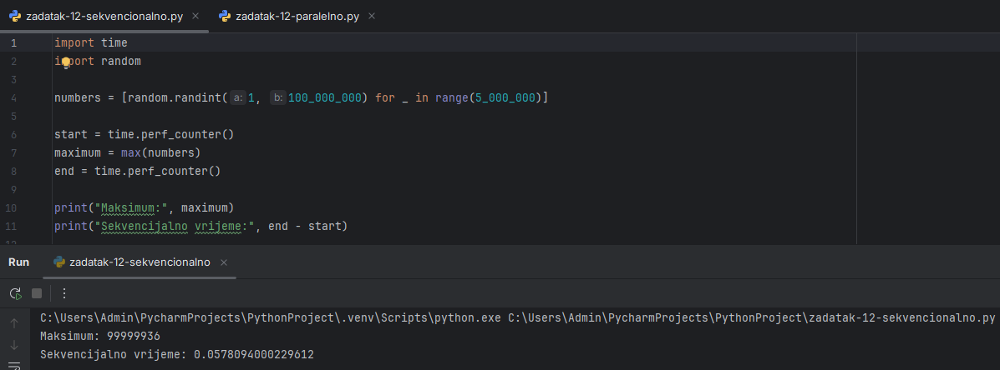 zadatak-12-sekvencionalno.py × zadatak-12-paralelno.py ×
1 import time
2 import random
3
4 numbers = [random.randint( a: 1, b: 100_000_000) for _ in range(5_000_000)]
5
6 start = time.perf_counter()
7 maximum = max(numbers)
8 end = time.perf_counter()
9
10 print("Maksimum:", maximum)
11 print("Sekvencijalno vrijeme:", end - start)
12
Run zadatak-12-sekvencionalno ×
C:\Users\Admin\PycharmProjects\PythonProject\.venv\Scripts\python.exe C:\Users\Admin\PycharmProjects\PythonProject\zadatak-12-sekvencionalno.py
Maksimum: 99999936
Sekvencijalno vrijeme: 0.0578094000229612